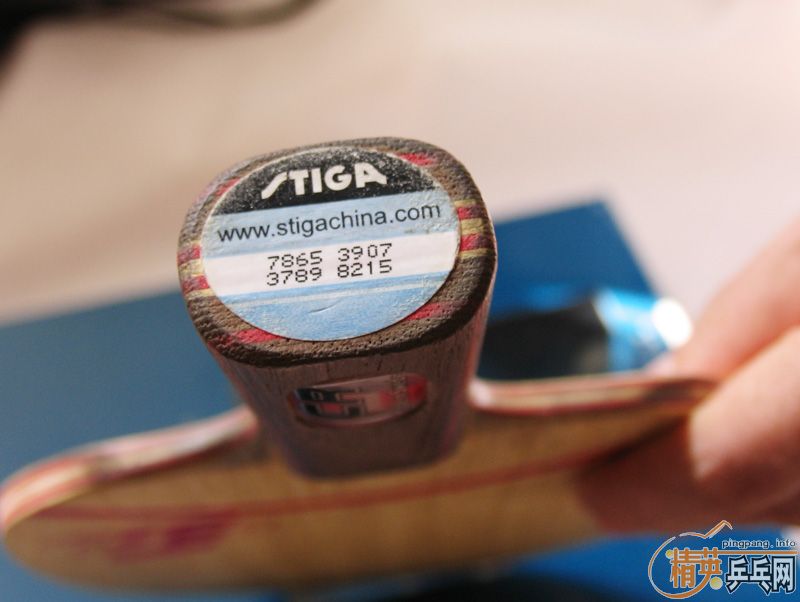 STIGA
www.stigachina.com
7865 3907
3789 8215
pingpang.info
精英乒乓网